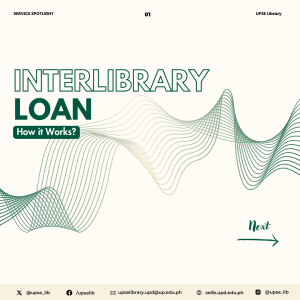 SERVICE SPOTLIGHT
01
UPSE Library
INTERLIBRARY
LOAN
How it Works?
Next
@upse_lib
/upselib
upselibrary.upd@up.edu.ph
selib.upd.edu.ph
@upse_lib